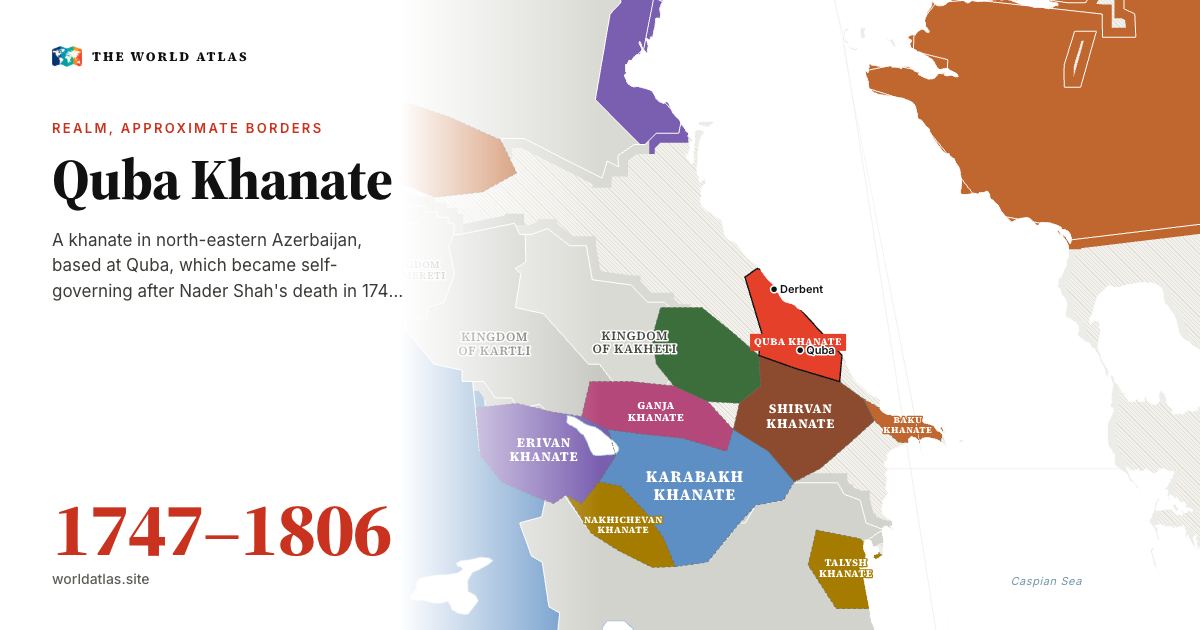 THE WORLD ATLAS
REALM, APPROXIMATE BORDERS
Quba Khanate
A khanate in north-eastern Azerbaijan,
based at Quba, which became self-
governing after Nader Shah's death in 174…
1747–1806
worldatlas.site
KINGDOM
OF KARTLI
KINGDOM
OF KAKHETI
Derbent
QUBA KHANATE
Quba
GANJA
KHANATE
SHIRVAN
KHANATE
BAKU
KHANATE
ERIVAN
KHANATE
KARABAKH
KHANATE
NAKHICHEVAN
KHANATE
TALYSH
KHANATE
Caspian Sea